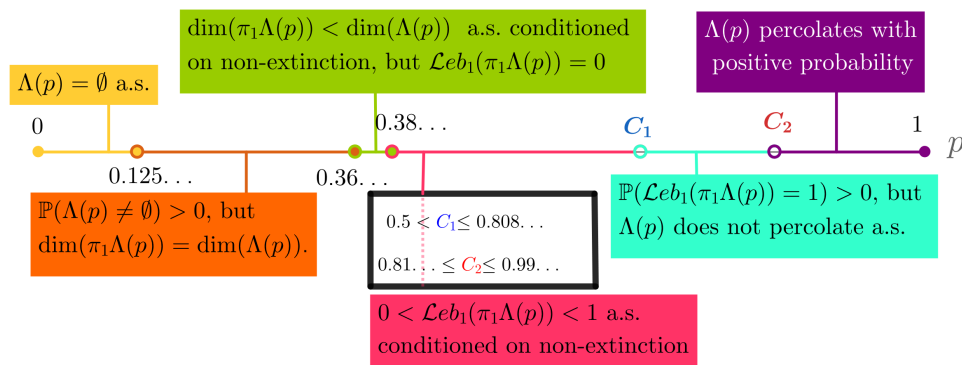 dim(π₁Λ(p)) < dim(Λ(p)) a.s. conditioned
on non-extinction, but ℒeb₁(π₁Λ(p)) = 0
Λ(p) percolates with
positive probability
Λ(p) = ∅ a.s.
0
0.38...
C₁
C₂
1
p
0.125...
0.36...
ℙ(Λ(p) ≠ ∅) > 0, but
dim(π₁Λ(p)) = dim(Λ(p)).
0.5 < C₁ ≤ 0.808...
0.81... ≤ C₂ ≤ 0.99...
ℙ(ℒeb₁(π₁Λ(p)) = 1) > 0, but
Λ(p) does not percolate a.s.
0 < ℒeb₁(π₁Λ(p)) < 1 a.s.
conditioned on non-extinction